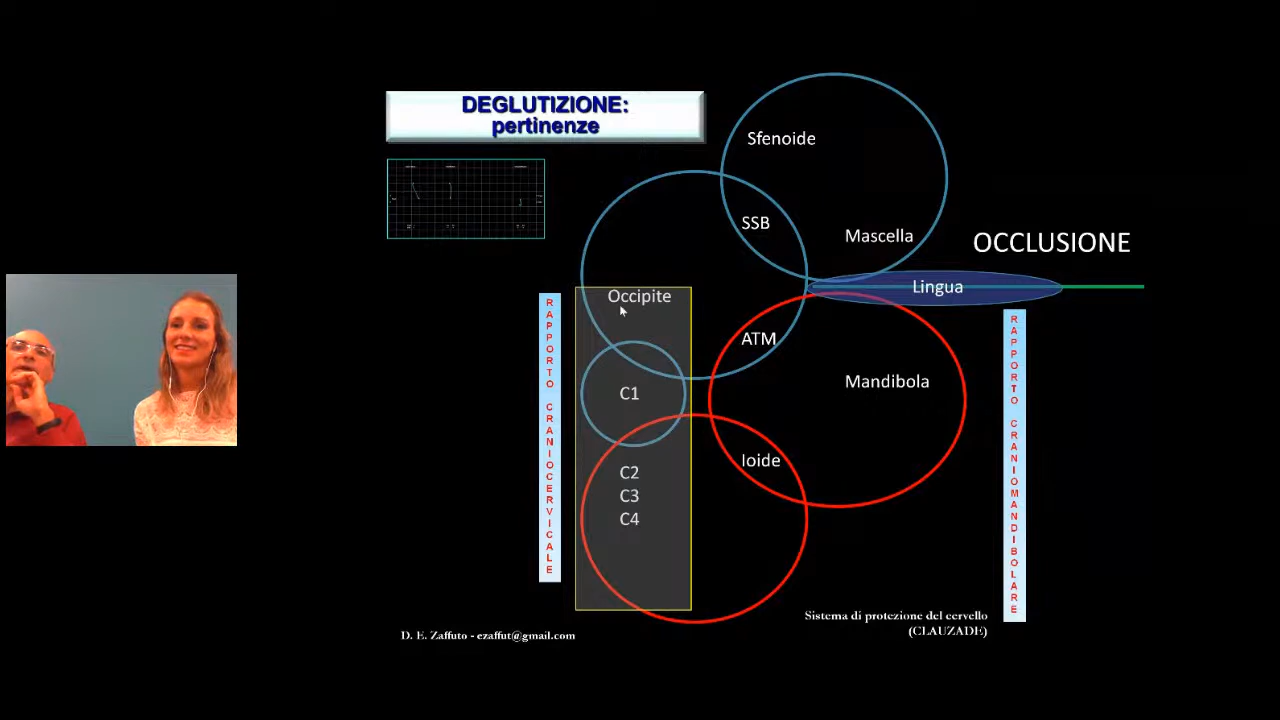 DEGLUTIZIONE:
pertinenze
Sfenoide
SSB
Mascella
OCCLUSIONE
Lingua
Occipite
ATM
Mandibola
C1
Ioide
C2
C3
C4
RAPPORTO CRANIOCERVICALE
RAPPORTO CRANIOMANDIBOLARE
Sistema di protezione del cervello
(CLAUZADE)
D. E. Zaffuto - ezaffut@gmail.com